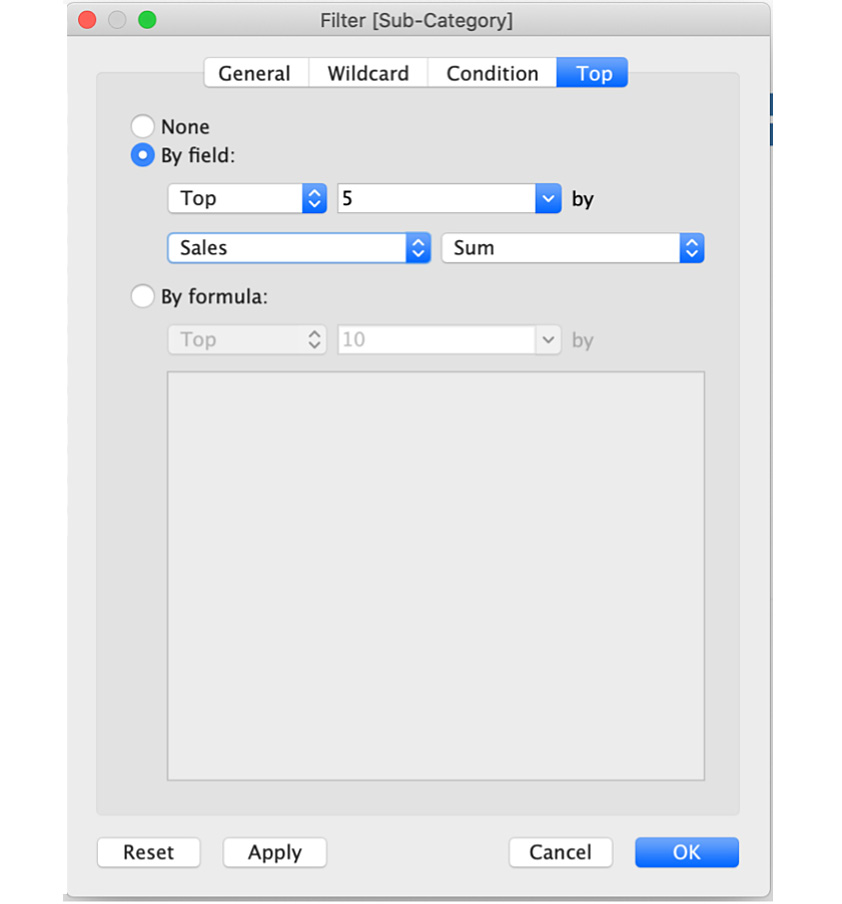 Filter [Sub-Category]
General Wildcard Condition Top
None
By field:
Top 5 by
Sales Sum
By formula:
Top 10 by
Reset Apply Cancel OK